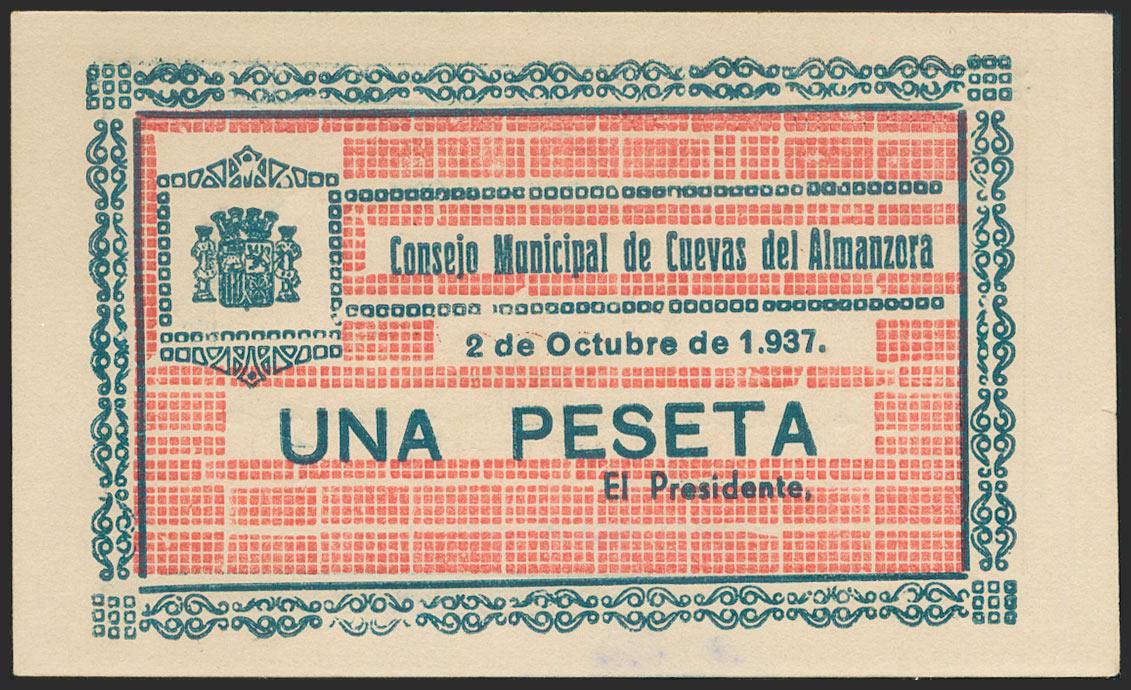 Consejo Municipal de Cuevas del Almanzora
2 de Octubre de 1.937.
UNA PESETA
El Presidente,